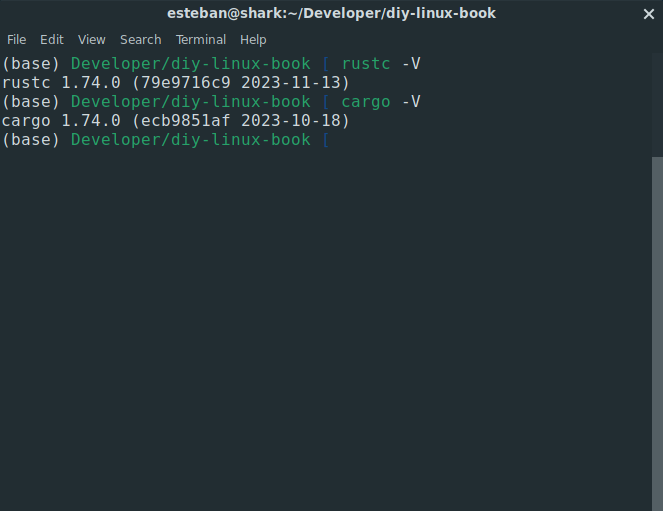 esteban@shark:~/Developer/diy-linux-book
File Edit View Search Terminal Help
(base) Developer/diy-linux-book [ rustc -V
rustc 1.74.0 (79e9716c9 2023-11-13)
(base) Developer/diy-linux-book [ cargo -V
cargo 1.74.0 (ecb9851af 2023-10-18)
(base) Developer/diy-linux-book [